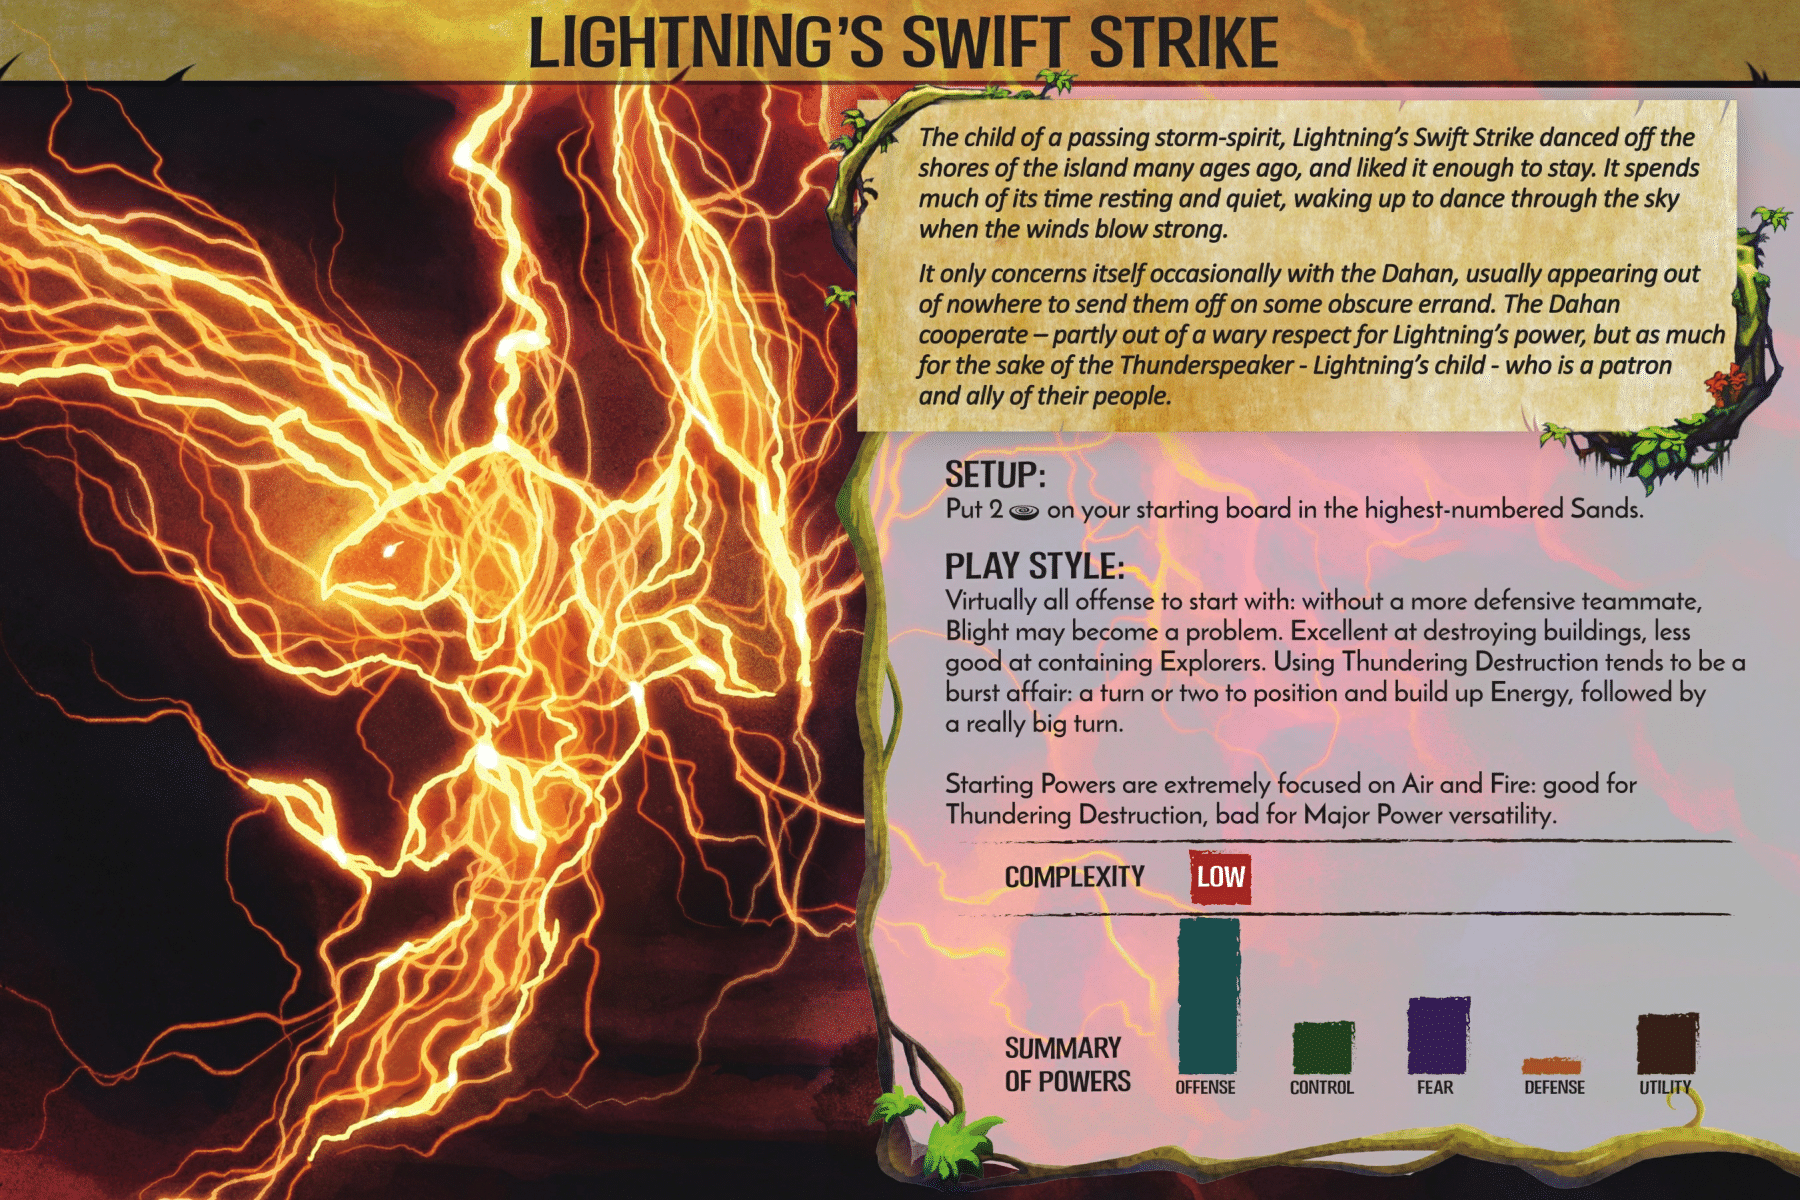 LIGHTNING'S SWIFT STRIKE
The child of a passing storm-spirit, Lightning's Swift Strike danced off the
shores of the island many ages ago, and liked it enough to stay. It spends
much of its time resting and quiet, waking up to dance through the sky
when the winds blow strong.
It only concerns itself occasionally with the Dahan, usually appearing out
of nowhere to send them off on some obscure errand. The Dahan
cooperate – partly out of a wary respect for Lightning's power, but as much
for the sake of the Thunderspeaker - Lightning's child - who is a patron
and ally of their people.
SETUP:
Put 2 on your starting board in the highest-numbered Sands.
PLAY STYLE:
Virtually all offense to start with: without a more defensive teammate,
Blight may become a problem. Excellent at destroying buildings, less
good at containing Explorers. Using Thundering Destruction tends to be a
burst affair: a turn or two to position and build up Energy, followed by
a really big turn.
Starting Powers are extremely focused on Air and Fire: good for
Thundering Destruction, bad for Major Power versatility.
COMPLEXITY LOW
SUMMARY
OF POWERS
OFFENSE CONTROL FEAR DEFENSE UTILITY